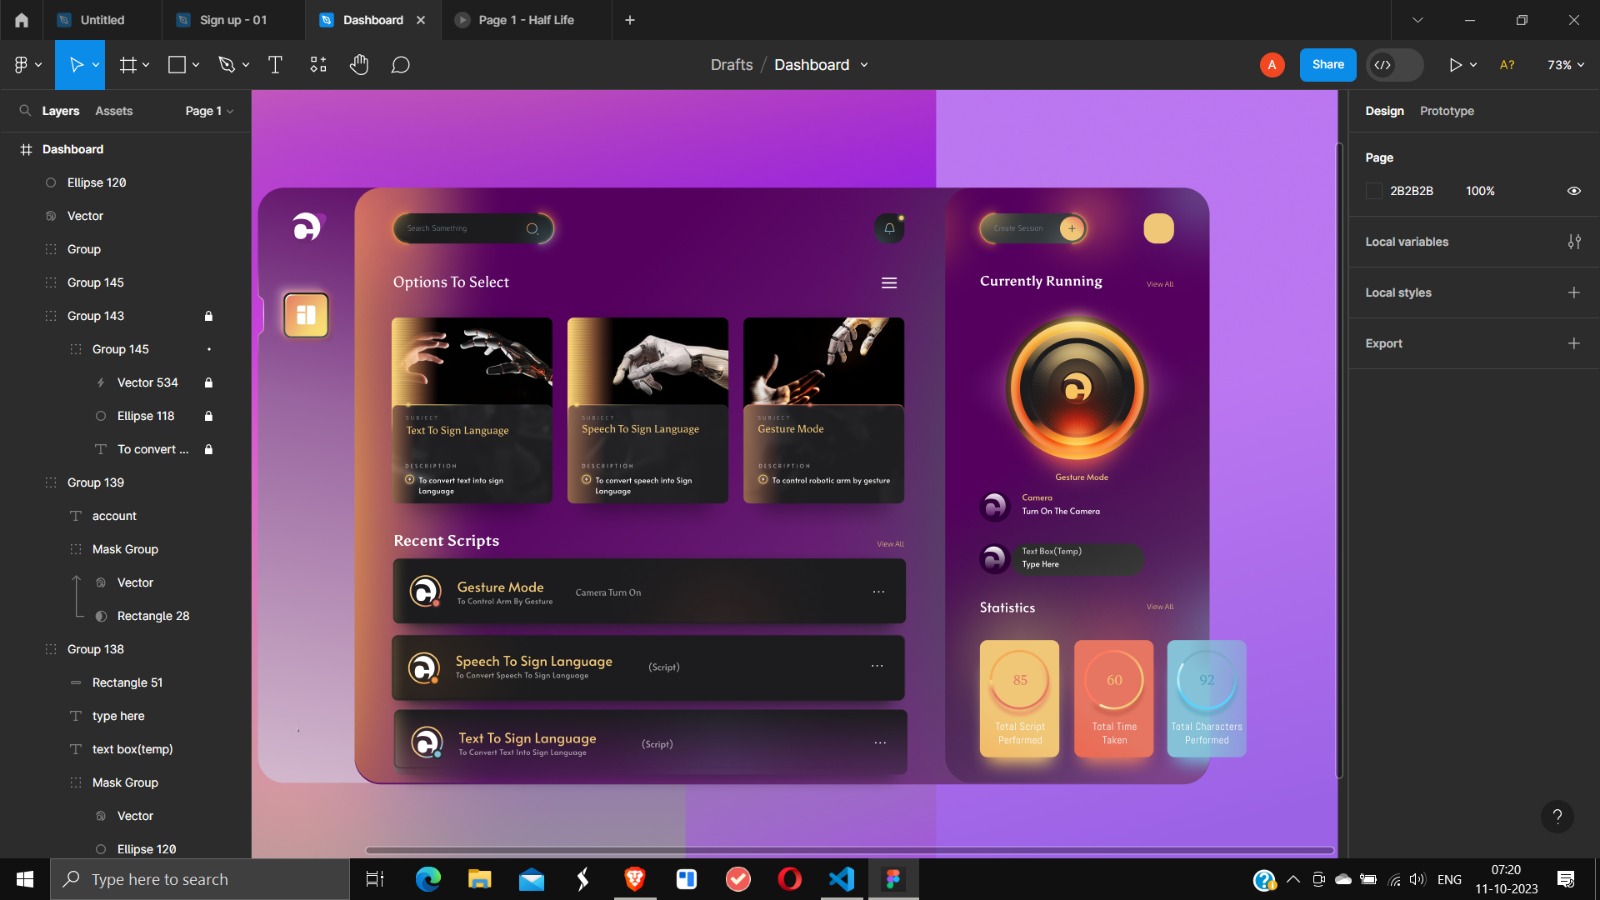 Untitled
Sign up - 01
Dashboard
Page 1 - Half Life
Drafts / Dashboard
A
Share
A?
73%
Layers
Assets
Page 1
Dashboard
Ellipse 120
Vector
Group
Group 145
Group 143
Group 145
Vector 534
Ellipse 118
To convert ...
Group 139
account
Mask Group
Vector
Rectangle 28
Group 138
Rectangle 51
type here
text box(temp)
Mask Group
Vector
Ellipse 120
Search Something
Options To Select
SUBJECT
Text To Sign Language
DESCRIPTION
To convert text into sign
Language
SUBJECT
Speech To Sign Language
DESCRIPTION
To convert speech into Sign
Language
SUBJECT
Gesture Mode
DESCRIPTION
To control robotic arm by gesture
Recent Scripts
View All
Gesture Mode
To Control Arm By Gesture
Camera Turn On
Speech To Sign Language
To Convert Speech To Sign Language
(Script)
Text To Sign Language
To Convert Text Into Sign Language
(Script)
Create Session
Currently Running
View All
Gesture Mode
Camera
Turn On The Camera
Text Box(Temp)
Type Here
Statistics
View All
85
Total Script
Performed
60
Total Time
Taken
92
Total Characters
Performed
Design
Prototype
Page
2B2B2B
100%
Local variables
Local styles
Export
?
Type here to search
ENG
07:20
11-10-2023